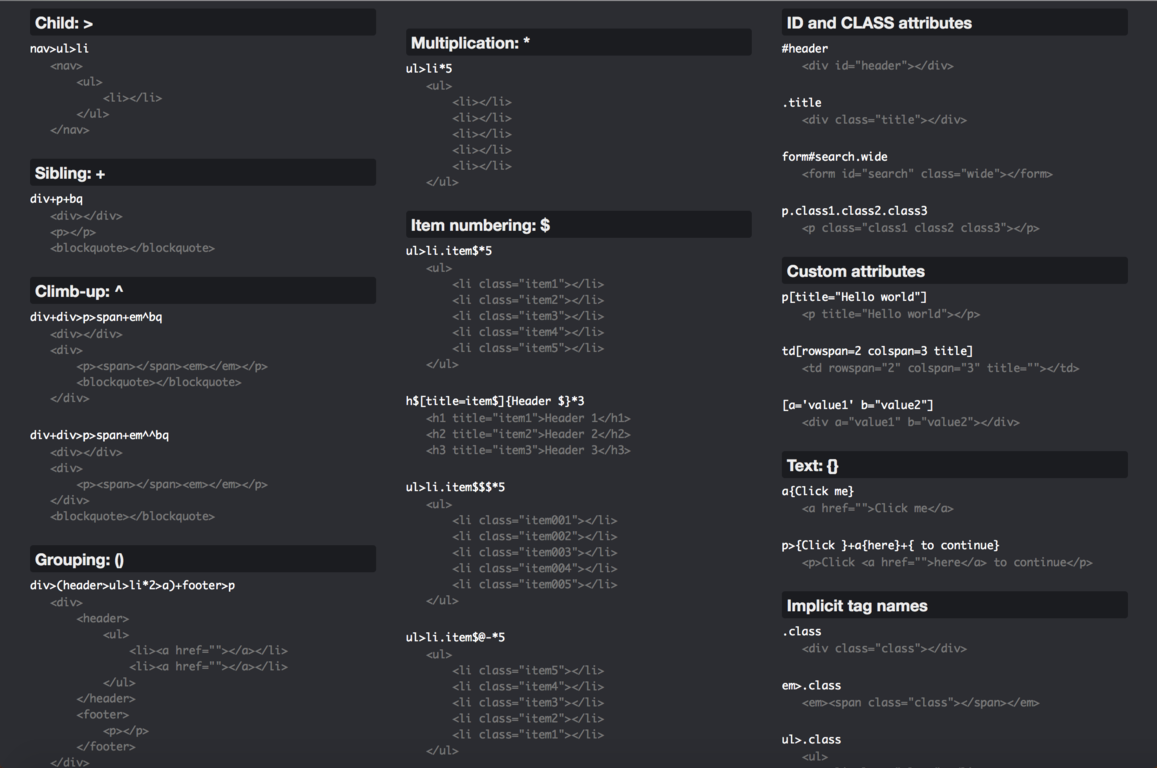 Child: >
nav>ul>li
<nav>
<ul>
<li></li>
</ul>
</nav>
Sibling: +
div+p+bq
<div></div>
<p></p>
<blockquote></blockquote>
Climb-up: ^
div+div>p>span+em^bq
<div></div>
<div>
<p><span></span><em></em></p>
<blockquote></blockquote>
</div>
div+div>p>span+em^^bq
<div></div>
<div>
<p><span></span><em></em></p>
</div>
<blockquote></blockquote>
Grouping: ()
div>(header>ul>li*2>a)+footer>p
<div>
<header>
<ul>
<li><a href=""></a></li>
<li><a href=""></a></li>
</ul>
</header>
<footer>
<p></p>
</footer>
</div>
Multiplication: *
ul>li*5
<ul>
<li></li>
<li></li>
<li></li>
<li></li>
<li></li>
</ul>
Item numbering: $
ul>li.item$*5
<ul>
<li class="item1"></li>
<li class="item2"></li>
<li class="item3"></li>
<li class="item4"></li>
<li class="item5"></li>
</ul>
h$[title=item$]{Header $}*3
<h1 title="item1">Header 1</h1>
<h2 title="item2">Header 2</h2>
<h3 title="item3">Header 3</h3>
ul>li.item$$$*5
<ul>
<li class="item001"></li>
<li class="item002"></li>
<li class="item003"></li>
<li class="item004"></li>
<li class="item005"></li>
</ul>
ul>li.item$@-*5
<ul>
<li class="item5"></li>
<li class="item4"></li>
<li class="item3"></li>
<li class="item2"></li>
<li class="item1"></li>
</ul>
ID and CLASS attributes
#header
<div id="header"></div>
.title
<div class="title"></div>
form#search.wide
<form id="search" class="wide"></form>
p.class1.class2.class3
<p class="class1 class2 class3"></p>
Custom attributes
p[title="Hello world"]
<p title="Hello world"></p>
td[rowspan=2 colspan=3 title]
<td rowspan="2" colspan="3" title=""></td>
[a='value1' b="value2"]
<div a="value1" b="value2"></div>
Text: {}
a{Click me}
<a href="">Click me</a>
p>{Click }+a{here}+{ to continue}
<p>Click <a href="">here</a> to continue</p>
Implicit tag names
.class
<div class="class"></div>
em>.class
<em><span class="class"></span></em>
ul>.class
<ul>